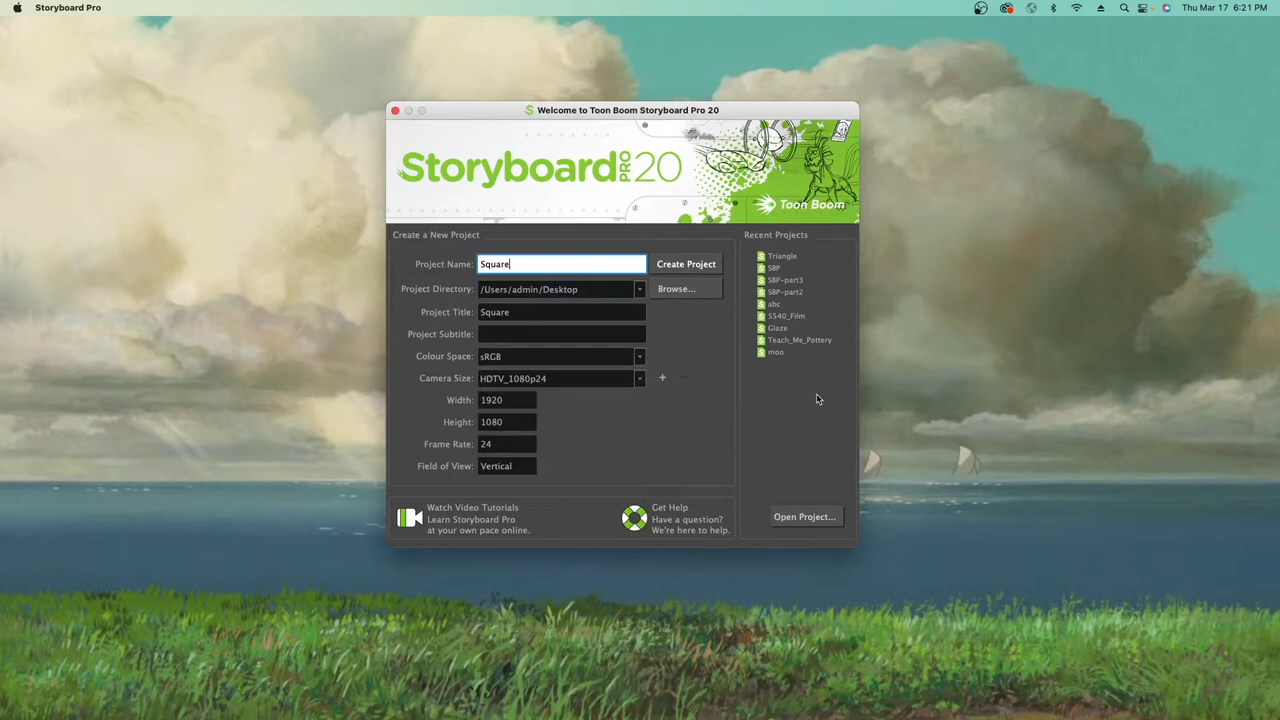 Storyboard Pro
Thu Mar 17 6:21 PM
Welcome to Toon Boom Storyboard Pro 20
Storyboard PRO 20
Toon Boom
Create a New Project
Project Name: Square Create Project
Project Directory: /Users/admin/Desktop Browse...
Project Title: Square
Project Subtitle:
Colour Space: sRGB
Camera Size: HDTV_1080p24 +
Width: 1920
Height: 1080
Frame Rate: 24
Field of View: Vertical
Watch Video Tutorials
Learn Storyboard Pro
at your own pace online.
Get Help
Have a question?
We're here to help.
Recent Projects
Triangle
SBP
SBP-part3
SBP-part2
abc
5540_Film
Glaze
Teach_Me_Pottery
moo
Open Project...